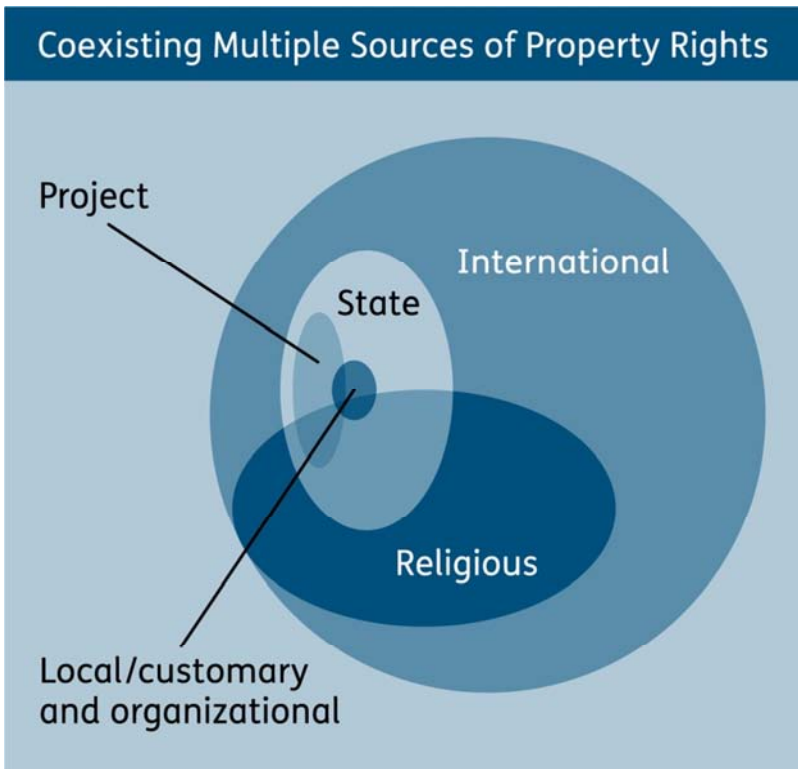 Coexisting Multiple Sources of Property Rights
Project
International
State
Religious
Local/customary
and organizational